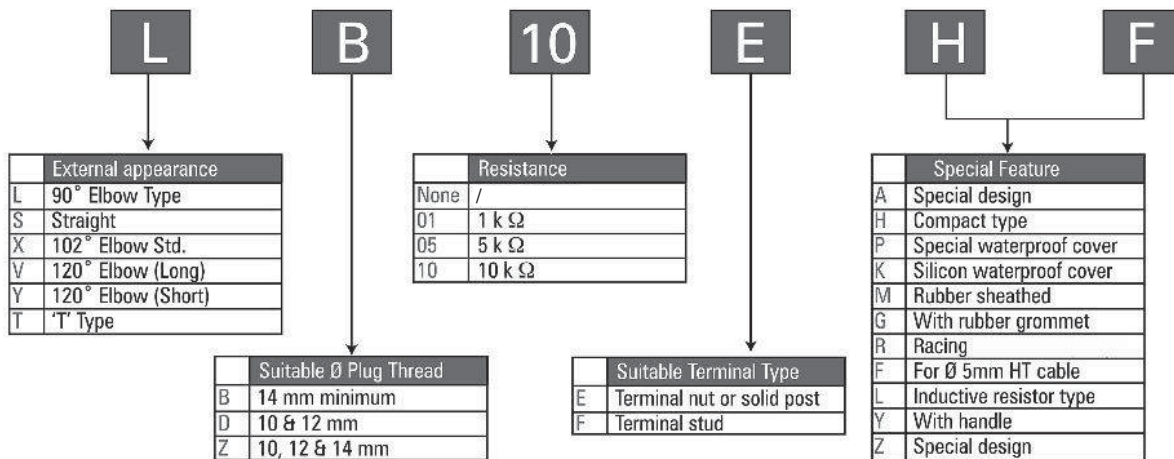 L B 10 E H F
External appearance
L 90° Elbow Type
S Straight
X 102° Elbow Std.
V 120° Elbow (Long)
Y 120° Elbow (Short)
T 'T' Type
Resistance
None /
01 1 k Ω
05 5 k Ω
10 10 k Ω
Special Feature
A Special design
H Compact type
P Special waterproof cover
K Silicon waterproof cover
M Rubber sheathed
G With rubber grommet
R Racing
F For Ø 5mm HT cable
L Inductive resistor type
Y With handle
Z Special design
Suitable Ø Plug Thread
B 14 mm minimum
D 10 & 12 mm
Z 10, 12 & 14 mm
Suitable Terminal Type
E Terminal nut or solid post
F Terminal stud